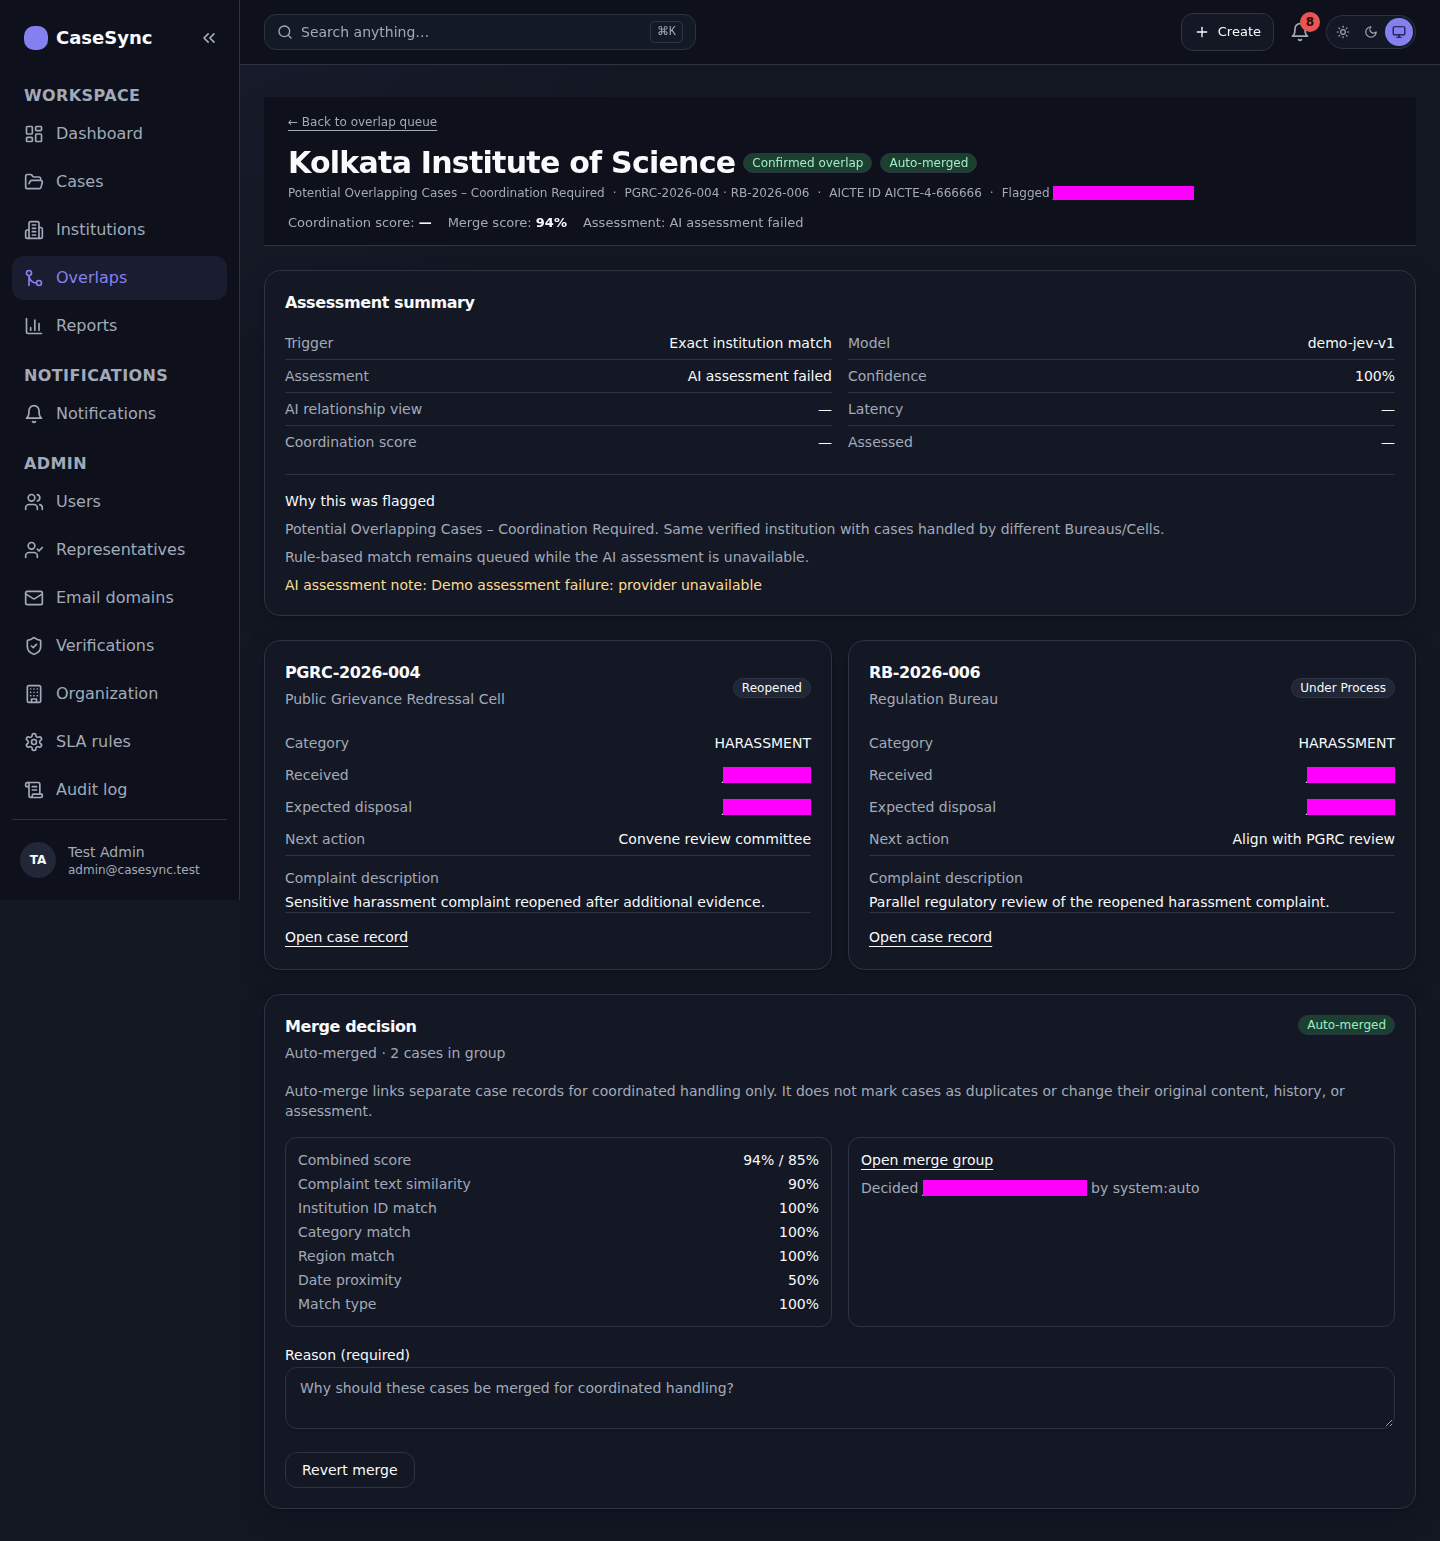 CaseSync
Search anything...
⌘K
Create
8
WORKSPACE
Dashboard
Cases
Institutions
Overlaps
Reports
NOTIFICATIONS
Notifications
ADMIN
Users
Representatives
Email domains
Verifications
Organization
SLA rules
Audit log
TA
Test Admin
admin@casesync.test
← Back to overlap queue
Kolkata Institute of Science Confirmed overlap Auto-merged
Potential Overlapping Cases – Coordination Required · PGRC-2026-004 · RB-2026-006 · AICTE ID AICTE-4-666666 · Flagged
Coordination score: — Merge score: 94% Assessment: AI assessment failed
Assessment summary
Trigger Exact institution match
Model demo-jev-v1
Assessment AI assessment failed
Confidence 100%
AI relationship view —
Latency —
Coordination score —
Assessed —
Why this was flagged
Potential Overlapping Cases – Coordination Required. Same verified institution with cases handled by different Bureaus/Cells.
Rule-based match remains queued while the AI assessment is unavailable.
AI assessment note: Demo assessment failure: provider unavailable
PGRC-2026-004
Public Grievance Redressal Cell
Reopened
Category HARASSMENT
Received
Expected disposal
Next action Convene review committee
Complaint description
Sensitive harassment complaint reopened after additional evidence.
Open case record
RB-2026-006
Regulation Bureau
Under Process
Category HARASSMENT
Received
Expected disposal
Next action Align with PGRC review
Complaint description
Parallel regulatory review of the reopened harassment complaint.
Open case record
Merge decision
Auto-merged
Auto-merged · 2 cases in group
Auto-merge links separate case records for coordinated handling only. It does not mark cases as duplicates or change their original content, history, or
assessment.
Combined score 94% / 85%
Complaint text similarity 90%
Institution ID match 100%
Category match 100%
Region match 100%
Date proximity 50%
Match type 100%
Open merge group
Decided by system:auto
Reason (required)
Why should these cases be merged for coordinated handling?
Revert merge